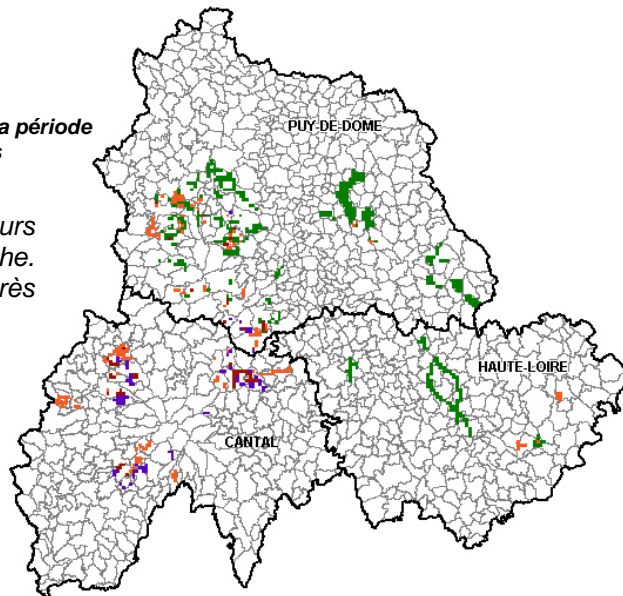 a période
s
urs
he.
rès
PUY-DE-DOME
HAUTE-LOIRE
CANTAL